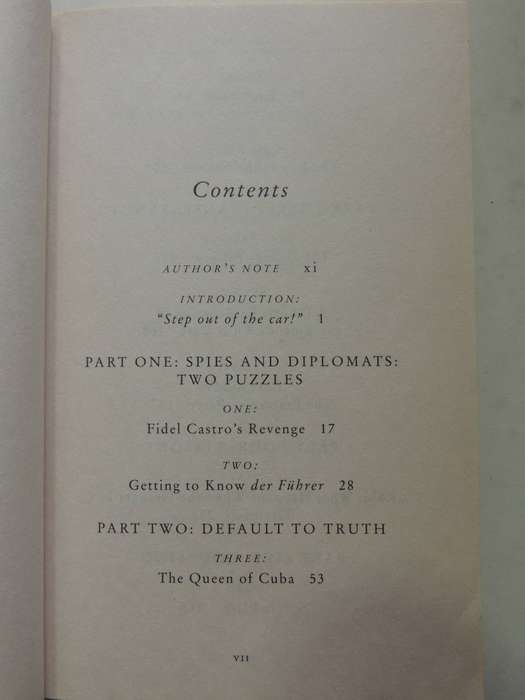 Contents
AUTHOR'S NOTE xi
INTRODUCTION:
"Step out of the car!" 1
PART ONE: SPIES AND DIPLOMATS:
TWO PUZZLES
ONE:
Fidel Castro's Revenge 17
TWO:
Getting to Know der Führer 28
PART TWO: DEFAULT TO TRUTH
THREE:
The Queen of Cuba 53
vii